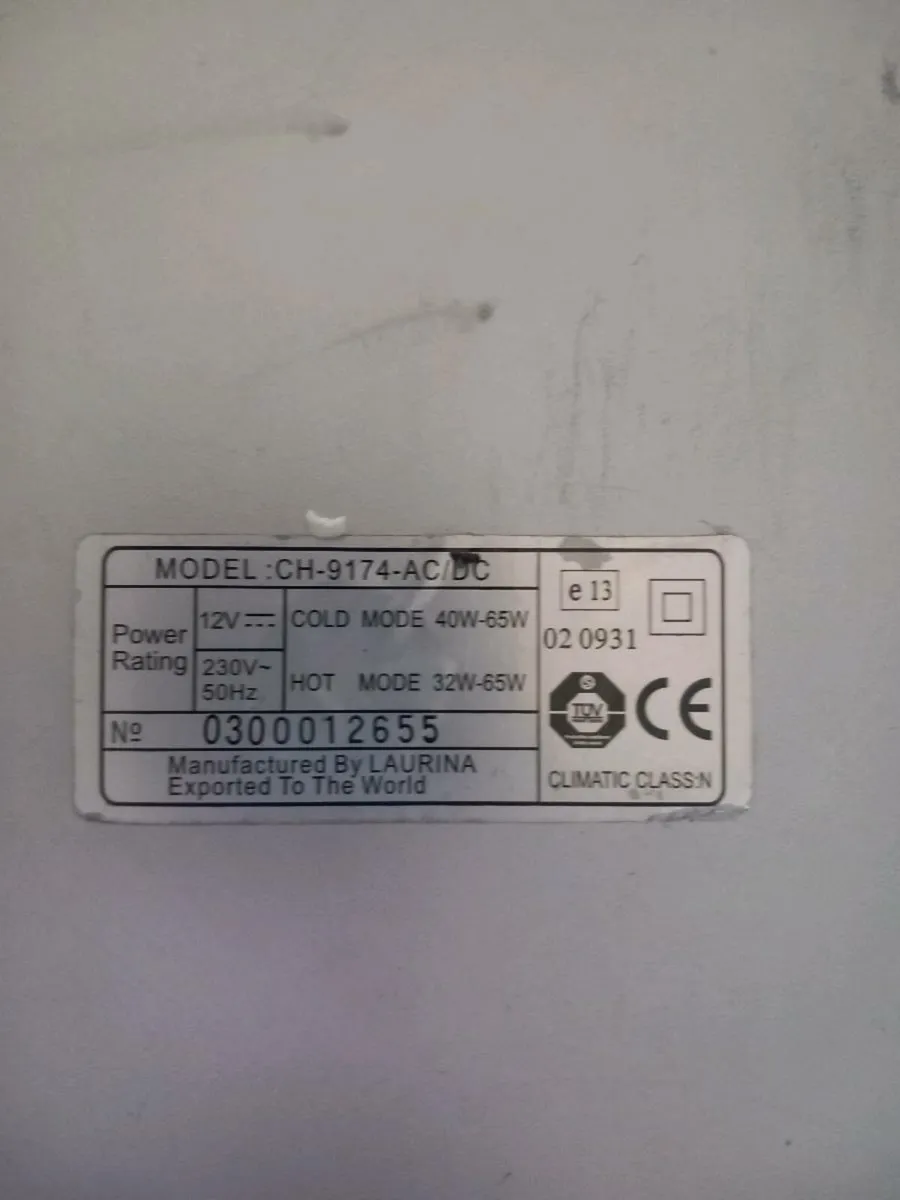 MODEL :CH-9174-AC/DC
Power Rating
12V
230V~ 50Hz
COLD MODE 40W-65W
HOT MODE 32W-65W
Nº 0300012655
Manufactured By LAURINA
Exported To The World
e 13
02 0931
TÜV
CE
CLIMATIC CLASS:N